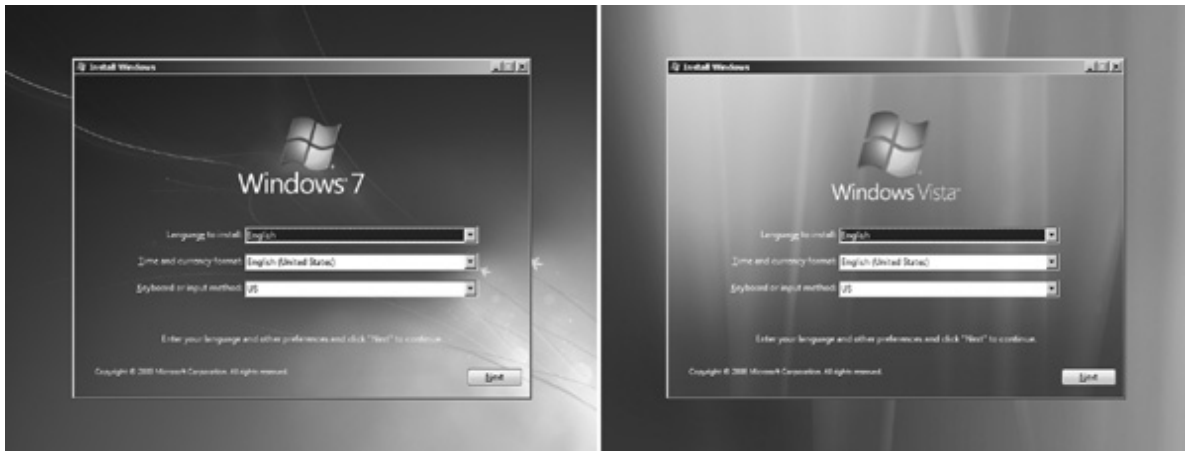 Install Windows
Windows 7
Language to install: English
Time and currency format: English (United States)
Keyboard or input method: US
Enter your language and other preferences and click "Next" to continue.
Copyright © 2008 Microsoft Corporation. All rights reserved.
Next
Install Windows
Windows Vista™
Language to install: English
Time and currency format: English (United States)
Keyboard or input method: US
Enter your language and other preferences and click "Next" to continue.
Copyright © 2008 Microsoft Corporation. All rights reserved.
Next